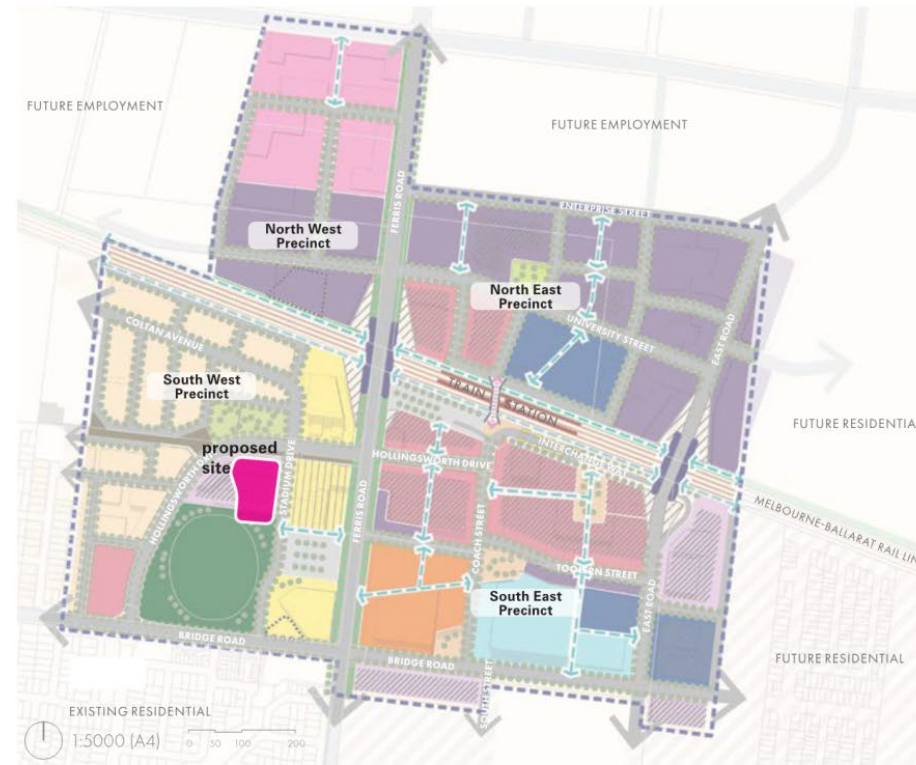 FUTURE EMPLOYMENT
FUTURE EMPLOYMENT
FERRIS ROAD
ENTERPRISE STREET
North West
Precinct
North East
Precinct
UNIVERSITY STREET
EAST ROAD
COLTAN AVENUE
South West
Precinct
TRAIN STATION
INTERCHANGE WAY
FUTURE RESIDENTIA
proposed
site
HOLLINGSWORTH DR
STADIUM DRIVE
HOLLINGSWORTH DRIVE
FERRIS ROAD
COACH STREET
MELBOURNE-BALLARAT RAIL LIN
TOOLERN STREET
EAST ROAD
South East
Precinct
BRIDGE ROAD
BRIDGE ROAD
SOUTH STREET
FUTURE RESIDENTIAL
EXISTING RESIDENTIAL
1:5000 (A4)
0 50 100 200